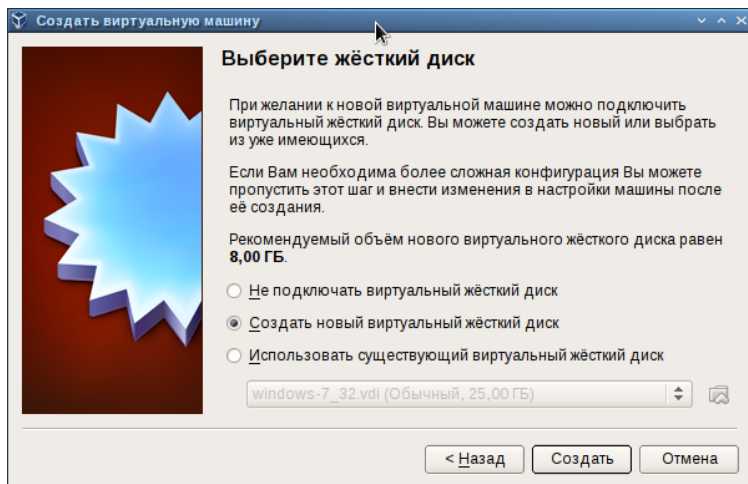 Создать виртуальную машину
Выберите жёсткий диск
При желании к новой виртуальной машине можно подключить
виртуальный жёсткий диск. Вы можете создать новый или выбрать
из уже имеющихся.
Если Вам необходима более сложная конфигурация Вы можете
пропустить этот шаг и внести изменения в настройки машины после
её создания.
Рекомендуемый объём нового виртуального жёсткого диска равен
8,00 ГБ.
Не подключать виртуальный жёсткий диск
Создать новый виртуальный жёсткий диск
Использовать существующий виртуальный жёсткий диск
windows-7_32.vdi (Обычный, 25,00 ГБ)
< Назад
Создать
Отмена